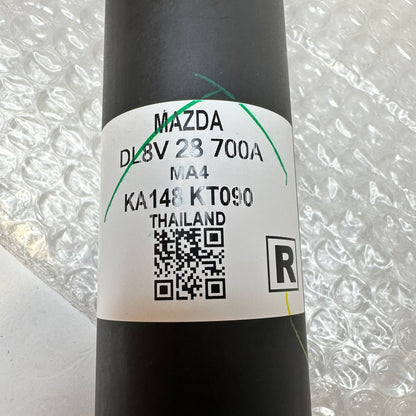 MAZDA
DL8V 28 700A
MA4
KA148 KT090
THAILAND
R